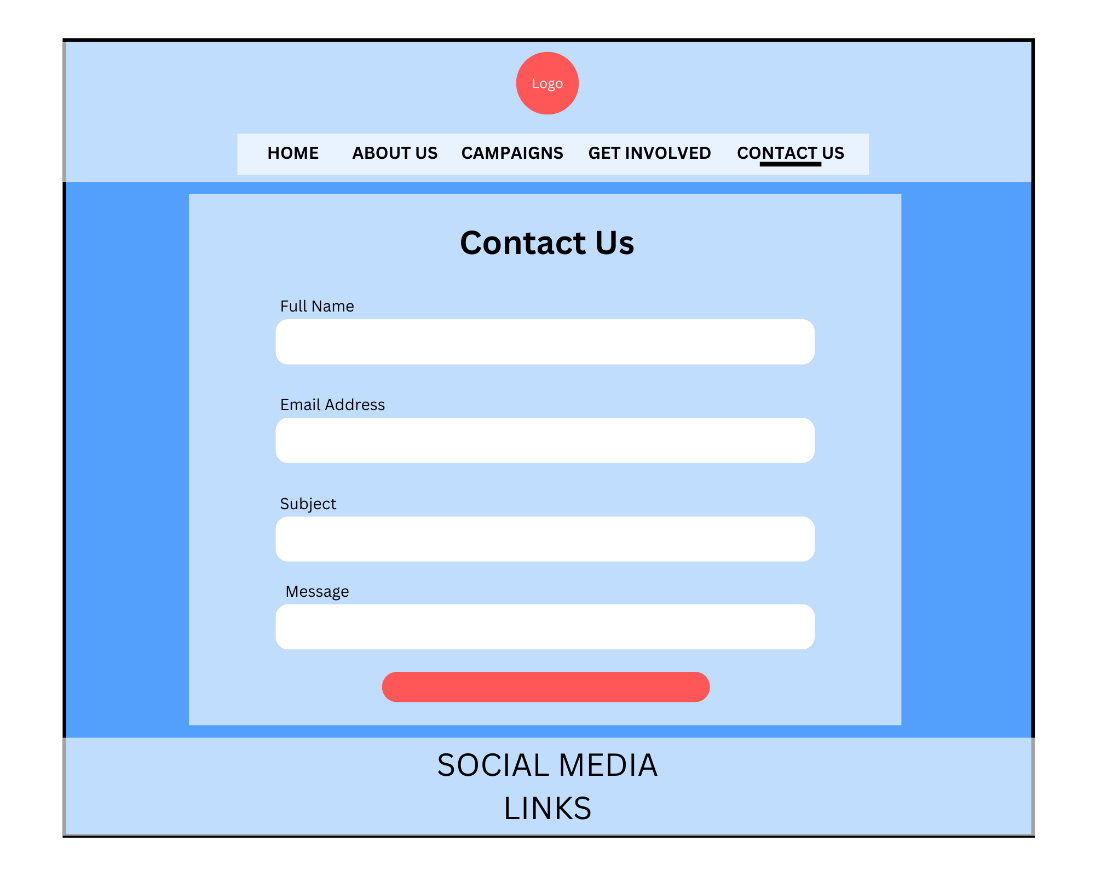 Logo
HOME ABOUT US CAMPAIGNS GET INVOLVED CONTACT US
Contact Us
Full Name
Email Address
Subject
Message
SOCIAL MEDIA
LINKS